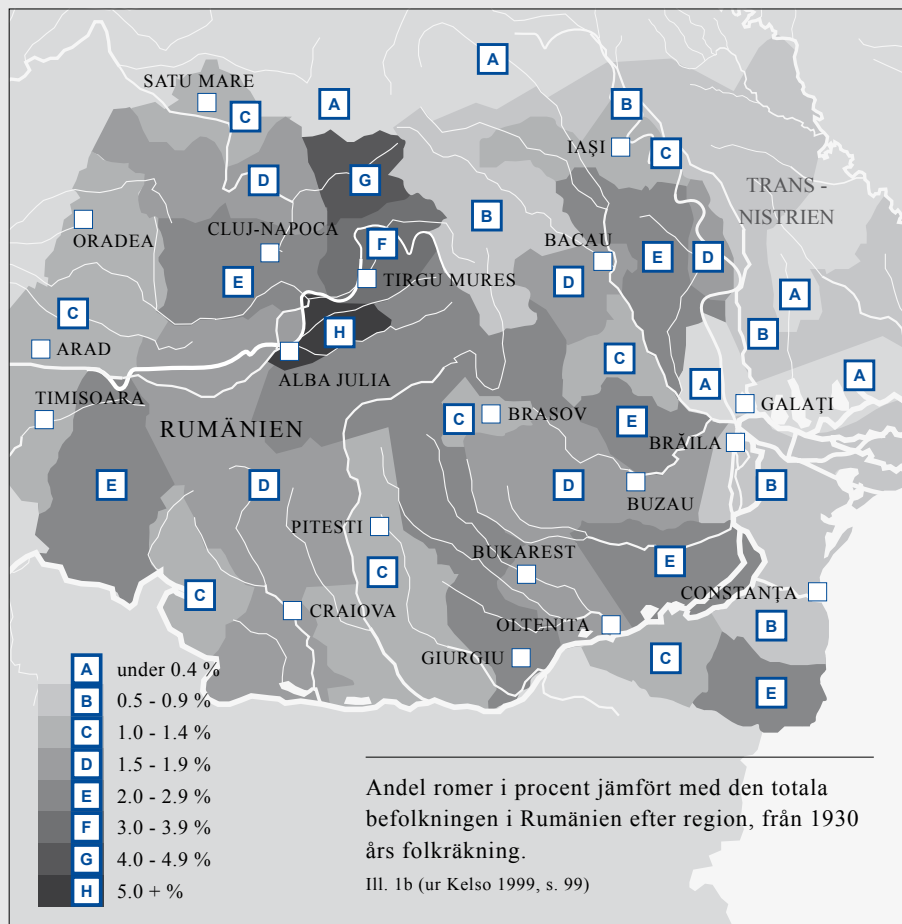 A
SATU MARE
A
B
C
IAȘI
C
D
G
TRANS -
NISTRIEN
B
ORADEA
CLUJ-NAPOCA
F
BACAU
E
D
E
TIRGU MURES
D
A
C
H
B
ARAD
C
ALBA JULIA
A
A
TIMISOARA
GALAȚI
RUMÄNIEN
C
BRASOV
E
BRĂILA
E
D
D
B
BUZAU
PITESTI
BUKAREST
E
C
CONSTANȚA
C
CRAIOVA
OLTENITA
B
GIURGIU
C
E
A under 0.4 %
B 0.5 - 0.9 %
C 1.0 - 1.4 %
D 1.5 - 1.9 %
E 2.0 - 2.9 %
F 3.0 - 3.9 %
G 4.0 - 4.9 %
H 5.0 + %
Andel romer i procent jämfört med den totala
befolkningen i Rumänien efter region, från 1930
års folkräkning.
Ill. 1b (ur Kelso 1999, s. 99)